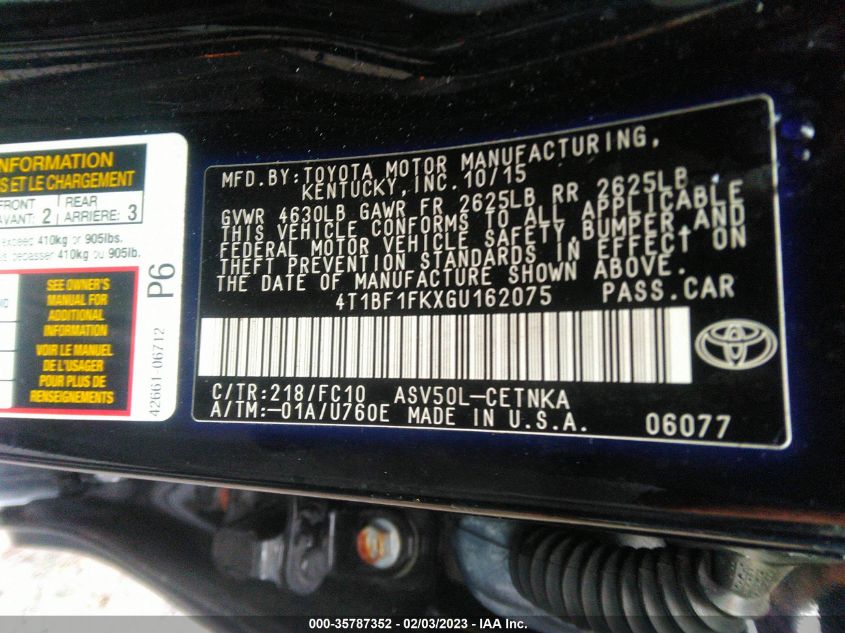 INFORMATION
S ET LE CHARGEMENT
FRONT REAR
AVANT: 2 ARRIERE: 3
exceed 410kg or 905lbs.
depasser 410kg ou 905lb.
SEE OWNER'S
MANUAL FOR
ADDITIONAL
INFORMATION
VOIR LE MANUEL
DE L'USAGER
POUR PLUS DE
RENSEIGNEMENTS
P6
42661-06712
MFD.BY:TOYOTA MOTOR MANUFACTURING,
KENTUCKY,INC.10/15
GVWR 4630LB GAWR FR 2625LB RR 2625LB
THIS VEHICLE CONFORMS TO ALL APPLICABLE
FEDERAL MOTOR VEHICLE SAFETY,BUMPER,AND
THEFT PREVENTION STANDARDS IN EFFECT ON
THE DATE OF MANUFACTURE SHOWN ABOVE.
4T1BF1FKXGU162075 PASS.CAR
C/TR:218/FC10 ASV50L-CETNKA
A/TM:-01A/U760E MADE IN U.S.A. 06077
000-35787352 - 02/03/2023 - IAA Inc.